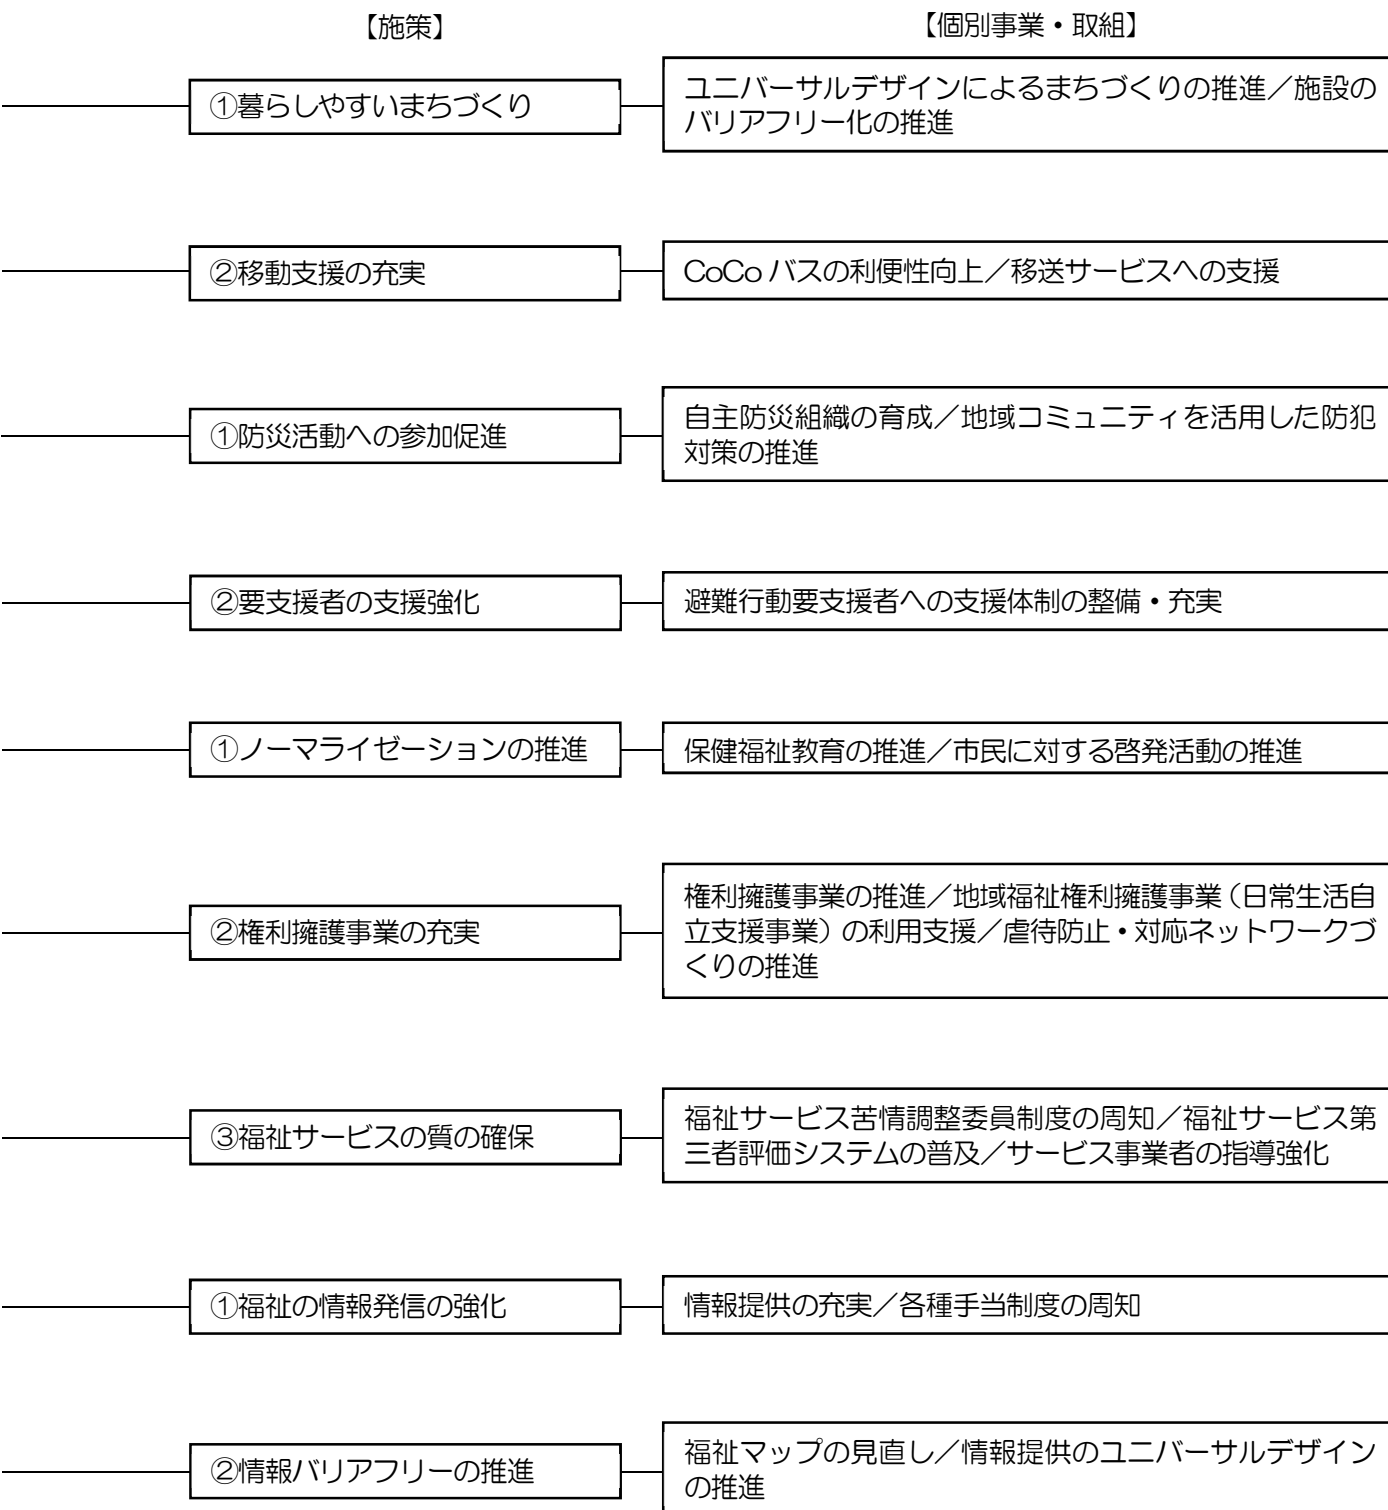 【施策】
【個別事業・取組】
①暮らしやすいまちづくり
ユニバーサルデザインによるまちづくりの推進／施設の
バリアフリー化の推進
②移動支援の充実
CoCo バスの利便性向上／移送サービスへの支援
①防災活動への参加促進
自主防災組織の育成／地域コミュニティを活用した防犯
対策の推進
②要支援者の支援強化
避難行動要支援者への支援体制の整備・充実
①ノーマライゼーションの推進
保健福祉教育の推進／市民に対する啓発活動の推進
②権利擁護事業の充実
権利擁護事業の推進／地域福祉権利擁護事業（日常生活自
立支援事業）の利用支援／虐待防止・対応ネットワークづ
くりの推進
③福祉サービスの質の確保
福祉サービス苦情調整委員制度の周知／福祉サービス第
三者評価システムの普及／サービス事業者の指導強化
①福祉の情報発信の強化
情報提供の充実／各種手当制度の周知
②情報バリアフリーの推進
福祉マップの見直し／情報提供のユニバーサルデザイン
の推進